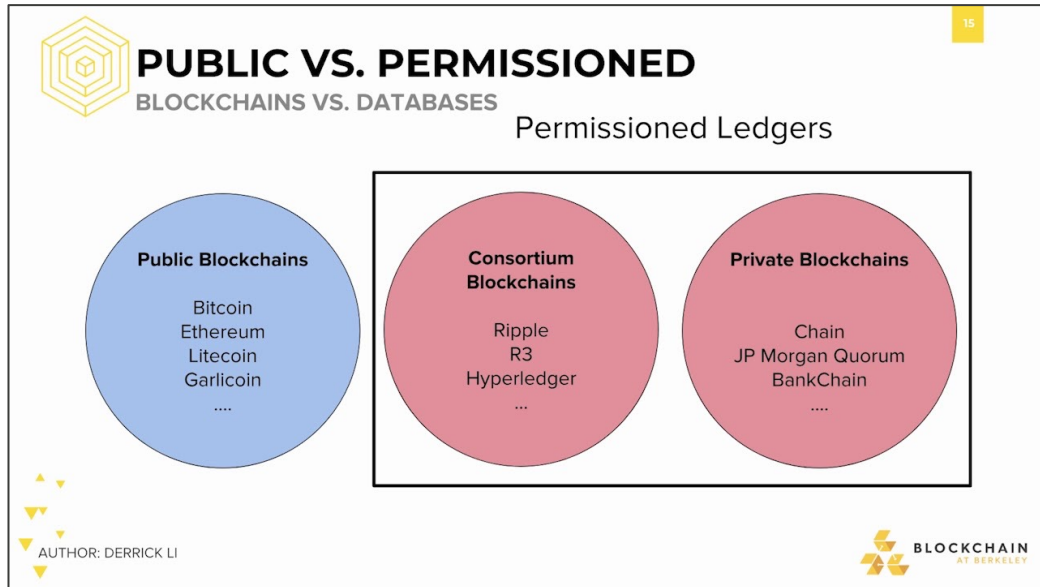 15
PUBLIC VS. PERMISSIONED
BLOCKCHAINS VS. DATABASES
Permissioned Ledgers
Public Blockchains
Bitcoin
Ethereum
Litecoin
Garlicoin
....
Consortium
Blockchains
Ripple
R3
Hyperledger
...
Private Blockchains
Chain
JP Morgan Quorum
BankChain
....
AUTHOR: DERRICK LI
BLOCKCHAIN
AT BERKELEY